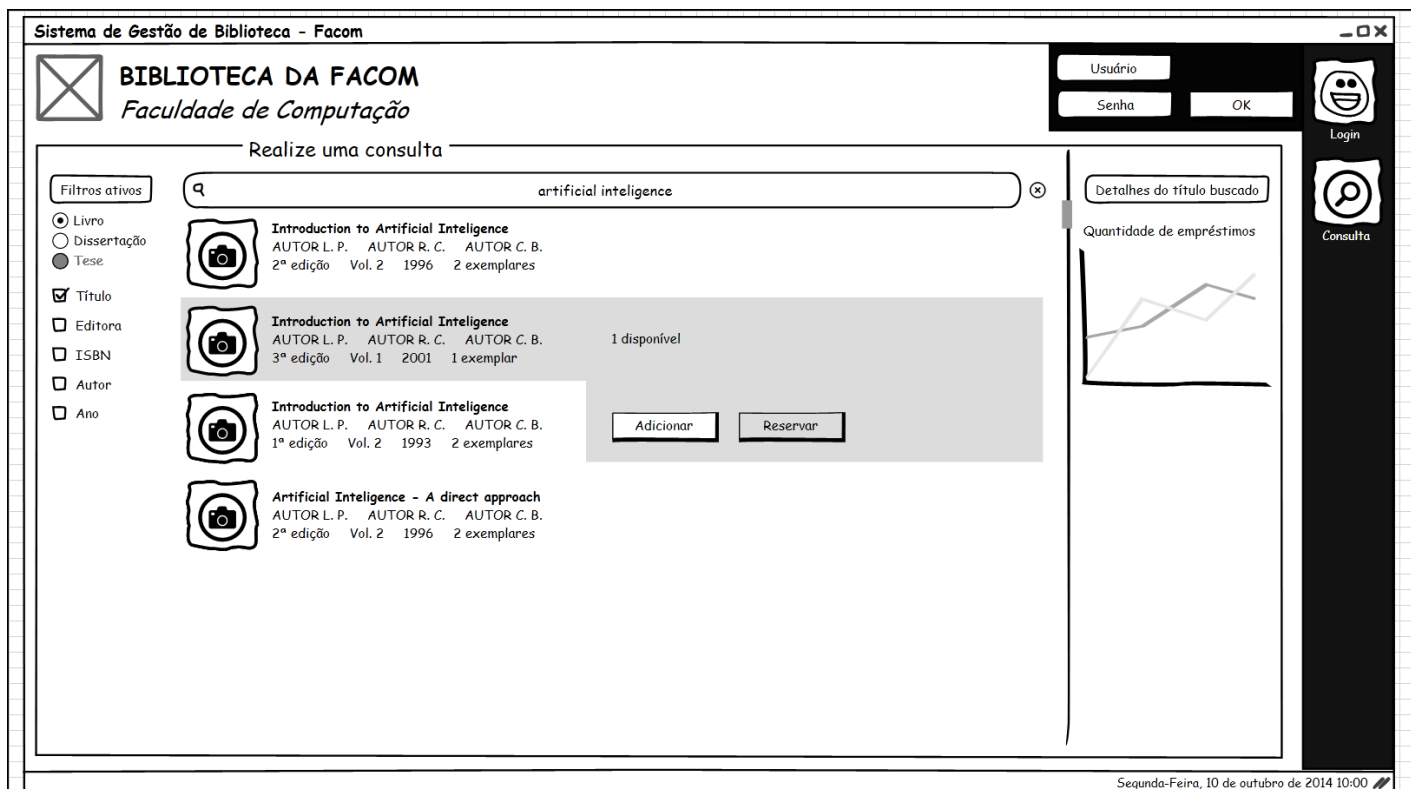 Sistema de Gestão de Biblioteca - Facom
BIBLIOTECA DA FACOM
Faculdade de Computação
Usuário
Senha
OK
Login
Consulta
Realize uma consulta
Filtros ativos
Livro
Dissertação
Tese
Título
Editora
ISBN
Autor
Ano
artificial inteligence
Introduction to Artificial Inteligence
AUTOR L. P. AUTOR R. C. AUTOR C. B.
2ª edição Vol. 2 1996 2 exemplares
Introduction to Artificial Inteligence
AUTOR L. P. AUTOR R. C. AUTOR C. B.
3ª edição Vol. 1 2001 1 exemplar
1 disponível
Introduction to Artificial Inteligence
AUTOR L. P. AUTOR R. C. AUTOR C. B.
1ª edição Vol. 2 1993 2 exemplares
Adicionar Reservar
Artificial Inteligence - A direct approach
AUTOR L. P. AUTOR R. C. AUTOR C. B.
2ª edição Vol. 2 1996 2 exemplares
Detalhes do título buscado
Quantidade de empréstimos
Segunda-Feira, 10 de outubro de 2014 10:00